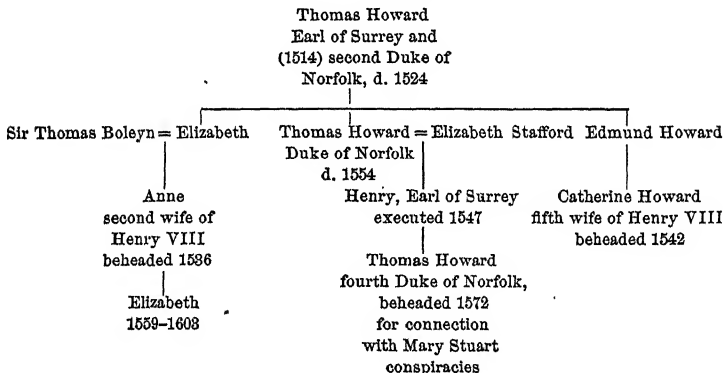 Thomas Howard
Earl of Surrey and
(1514) second Duke of
Norfolk, d. 1524
Sir Thomas Boleyn = Elizabeth
Thomas Howard = Elizabeth Stafford
Edmund Howard
Duke of Norfolk
d. 1554
Anne
second wife of
Henry VIII
beheaded 1536
Henry, Earl of Surrey
executed 1547
Catherine Howard
fifth wife of Henry VIII
beheaded 1542
Elizabeth
1559–1603
Thomas Howard
fourth Duke of Norfolk,
beheaded 1572
for connection
with Mary Stuart
conspiracies